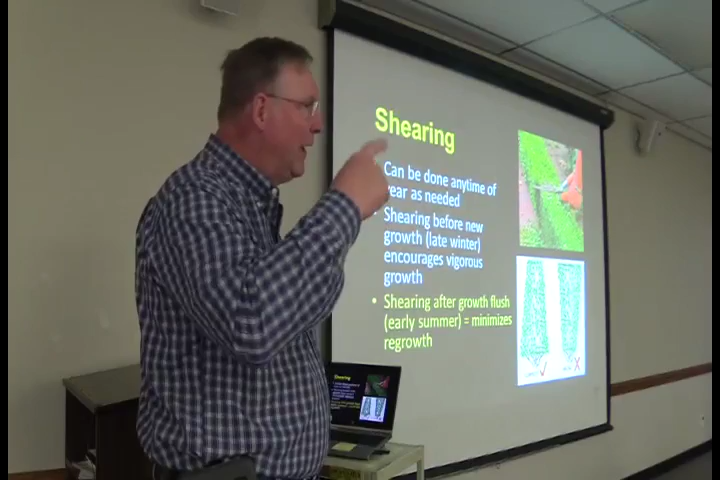 Shearing
Can be done anytime of
year as needed
• Shearing before new
growth (late winter)
encourages vigorous
growth
• Shearing after growth flush
(early summer) = minimizes
regrowth
Shearing